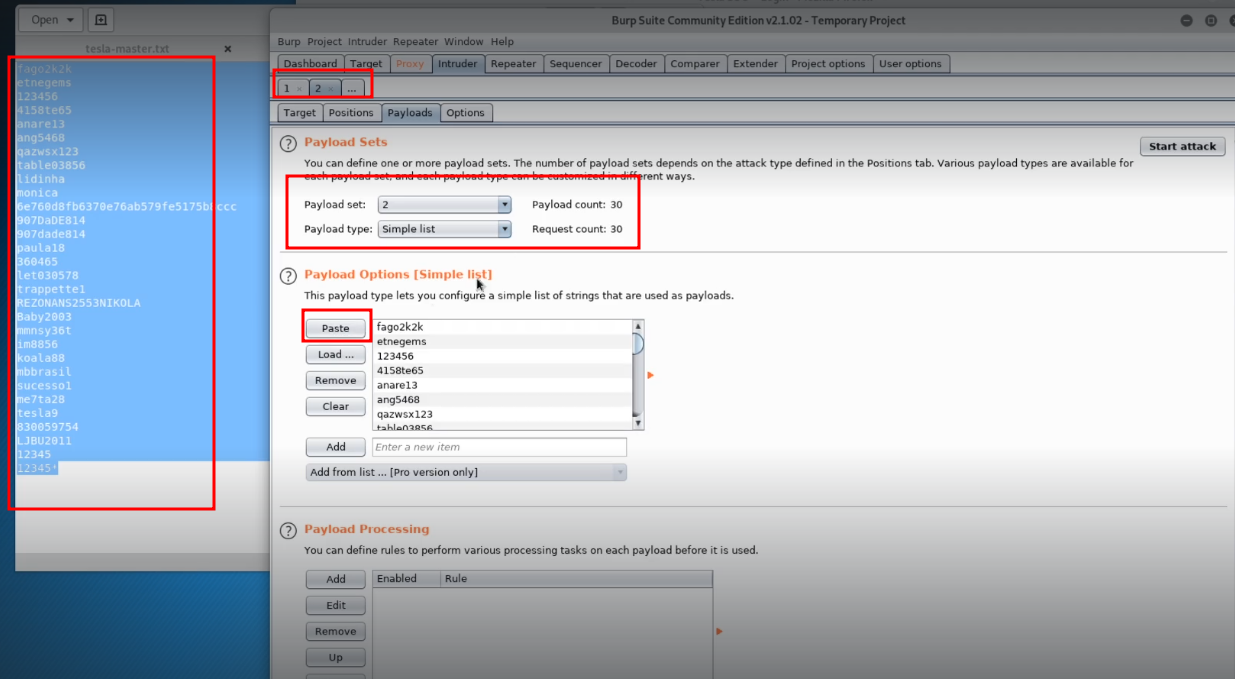 Open
tesla-master.txt
fago2k2k
etnegems
123456
4158te65
anare13
ang5468
qazwsx123
table03856
lidinha
monica
907DaDE814
907dade814
paula18
360465
let030578
trappette1
REZONANS2553NIKOLA
Baby2003
mmnsy36t
im8856
koala88
mbbrasil
sucesso1
me7ta28
tesla9
830059754
LJBU2011
12345
Burp Suite Community Edition v2.1.02 - Temporary Project
Burp Project Intruder Repeater Window Help
Dashboard Target Proxy Intruder Repeater Sequencer Decoder Comparer Extender Project options User options
1 × 2 × ...
Target Positions Payloads Options
? Payload Sets
Start attack
You can define one or more payload sets. The number of payload sets depends on the attack type defined in the Positions tab. Various payload types are available for
each payload set, and each payload type can be customized in different ways.
Payload set: 2 Payload count: 30
Payload type: Simple list Request count: 30
? Payload Options [Simple list]
This payload type lets you configure a simple list of strings that are used as payloads.
Paste
Load ...
Remove
Clear
fago2k2k
etnegems
123456
4158te65
anare13
ang5468
qazwsx123
table03856
Add Enter a new item
Add from list ... [Pro version only]
? Payload Processing
You can define rules to perform various processing tasks on each payload before it is used.
Add Enabled Rule
Edit
Remove
Up